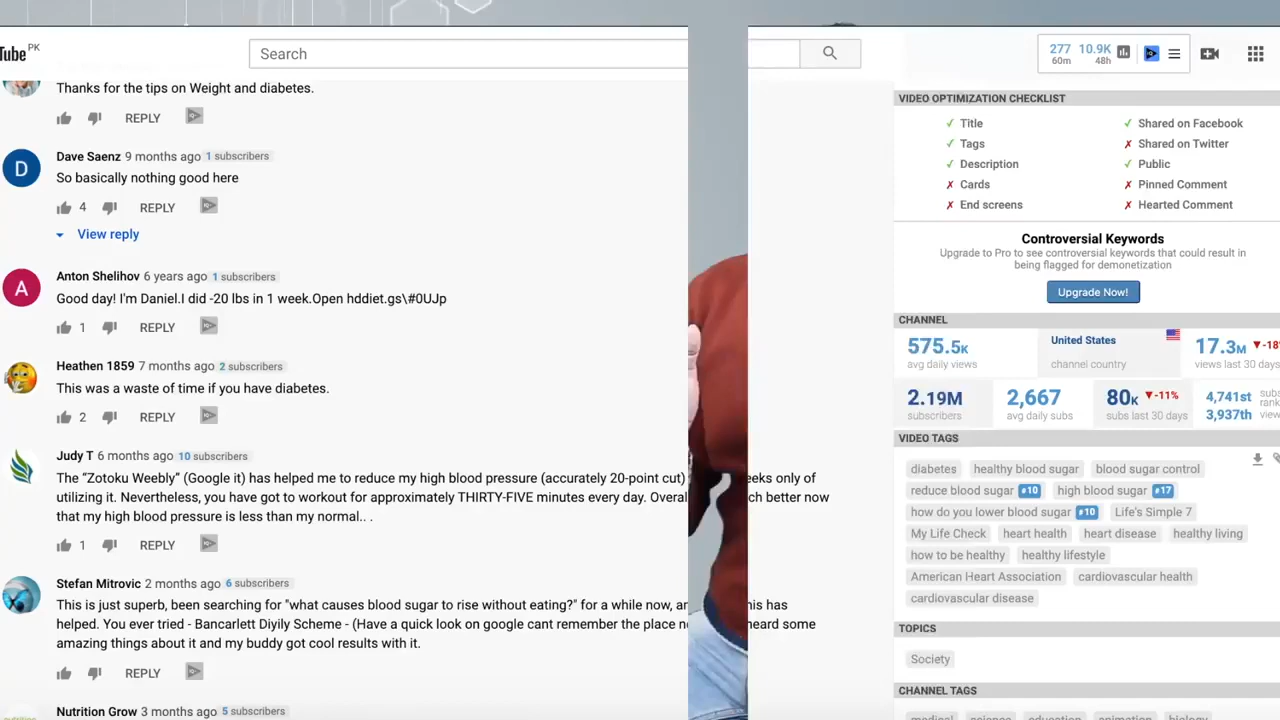 Tube PK
Search
Thanks for the tips on Weight and diabetes.
REPLY
Dave Saenz 9 months ago 1 subscribers
So basically nothing good here
4 REPLY
View reply
Anton Shelihov 6 years ago 1 subscribers
Good day! I'm Daniel.I did -20 lbs in 1 week.Open hddiet.gs\#0UJp
1 REPLY
Heathen 1859 7 months ago 2 subscribers
This was a waste of time if you have diabetes.
2 REPLY
Judy T 6 months ago 10 subscribers
The “Zotoku Weebly” (Google it) has helped me to reduce my high blood pressure (accurately 20-point cut) eeks only of
utilizing it. Nevertheless, you have got to workout for approximately THIRTY-FIVE minutes every day. Overal ch better now
that my high blood pressure is less than my normal.. .
1 REPLY
Stefan Mitrovic 2 months ago 6 subscribers
This is just superb, been searching for "what causes blood sugar to rise without eating?" for a while now, an his has
helped. You ever tried - Bancarlett Diyily Scheme - (Have a quick look on google cant remember the place n heard some
amazing things about it and my buddy got cool results with it.
REPLY
Nutrition Grow 3 months ago 5 subscribers
277 10.9K
60m 48h
VIDEO OPTIMIZATION CHECKLIST
✓ Title ✓ Shared on Facebook
✓ Tags ✗ Shared on Twitter
✓ Description ✓ Public
✗ Cards ✗ Pinned Comment
✗ End screens ✗ Hearted Comment
Controversial Keywords
Upgrade to Pro to see controversial keywords that could result in
being flagged for demonetization
Upgrade Now!
CHANNEL
575.5K United States 17.3M ▼-18
avg daily views channel country views last 30 days
2.19M 2,667 80K ▼-11% 4,741st subs rank
subscribers avg daily subs subs last 30 days 3,937th view
VIDEO TAGS
diabetes healthy blood sugar blood sugar control
reduce blood sugar #10 high blood sugar #17
how do you lower blood sugar #10 Life's Simple 7
My Life Check heart health heart disease healthy living
how to be healthy healthy lifestyle
American Heart Association cardiovascular health
cardiovascular disease
TOPICS
Society
CHANNEL TAGS
medical science education animation biology